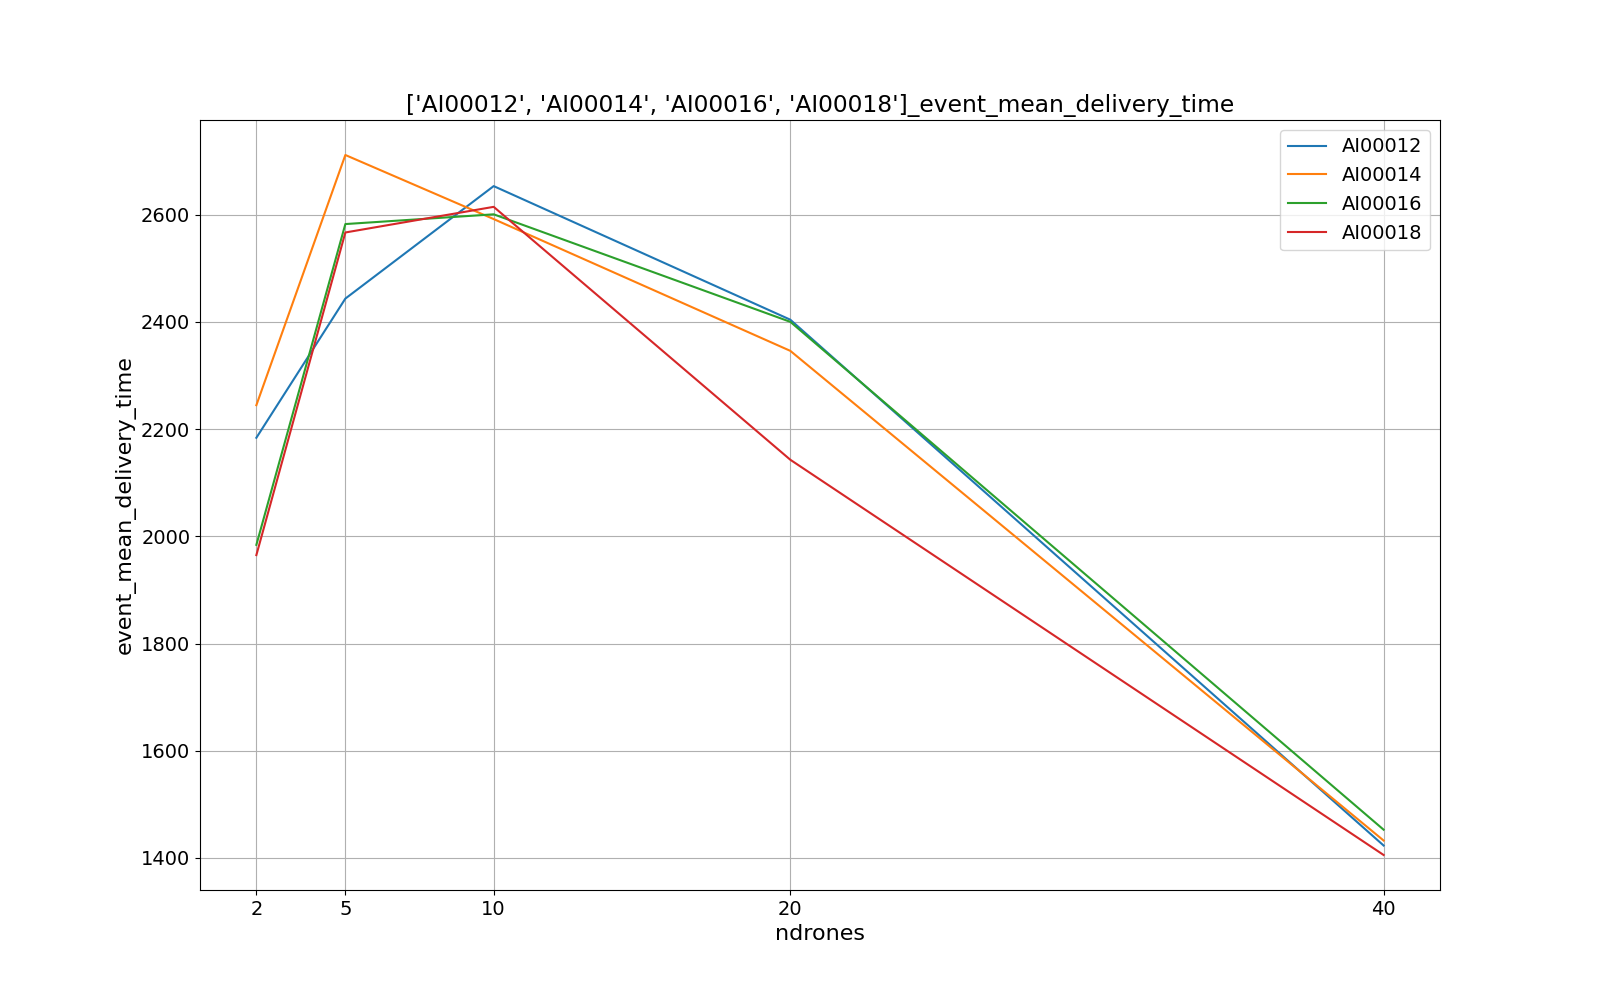 ['AI00012', 'AI00014', 'AI00016', 'AI00018']_event_mean_delivery_time
AI00012
AI00014
AI00016
AI00018
event_mean_delivery_time
2600
2400
2200
2000
1800
1600
1400
2 5 10 20 40
ndrones